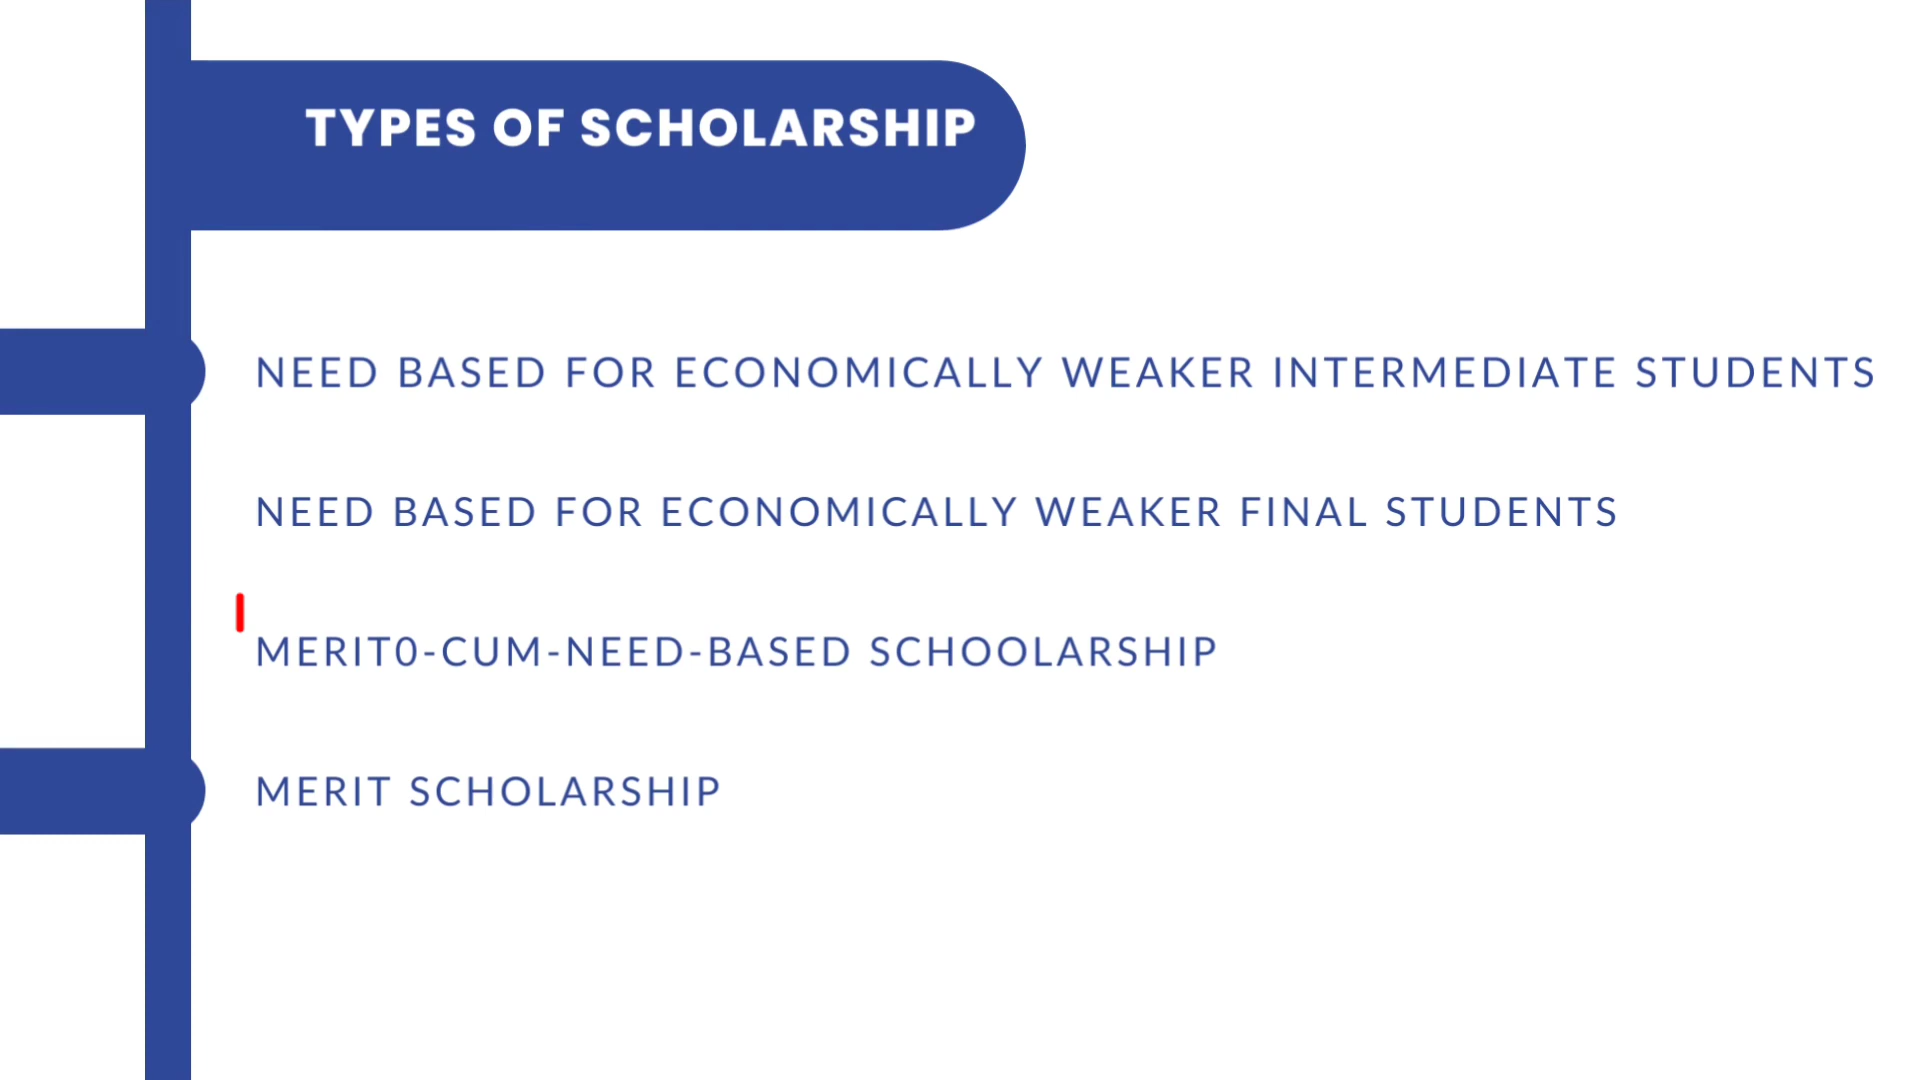 TYPES OF SCHOLARSHIP
NEED BASED FOR ECONOMICALLY WEAKER INTERMEDIATE STUDENTS
NEED BASED FOR ECONOMICALLY WEAKER FINAL STUDENTS
MERIT0-CUM-NEED-BASED SCHOOLARSHIP
MERIT SCHOLARSHIP